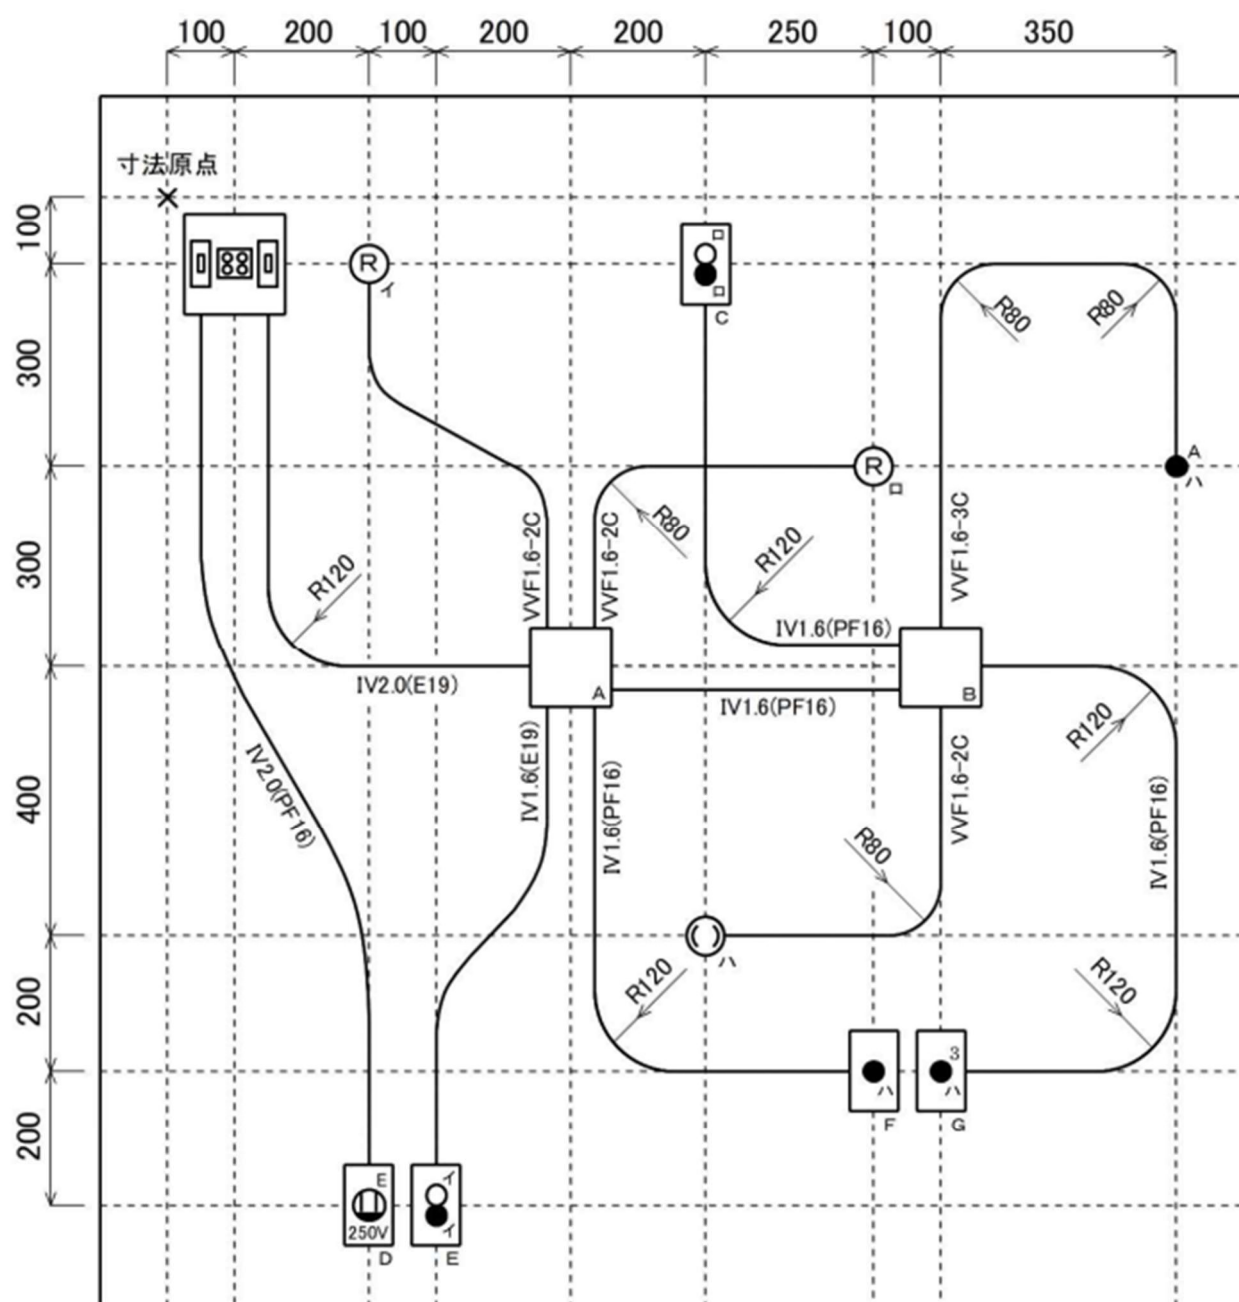 100 200 100 200 200 250 100 350
寸法原点
100
300
300
400
200
200
R
イ
ロ
ロ
C
R80
R80
A
ハ
R
ロ
VVF1.6-2C
VVF1.6-2C
R80
R120
VVF1.6-3C
R120
IV1.6(PF16)
IV2.0(E19)
A
IV1.6(PF16)
B
R120
IV2.0(PF16)
IV1.6(E19)
IV1.6(PF16)
VVF1.6-2C
IV1.6(PF16)
R80
ハ
R120
R120
ハ
F
3
ハ
G
E
250V
D
イ
イ
E